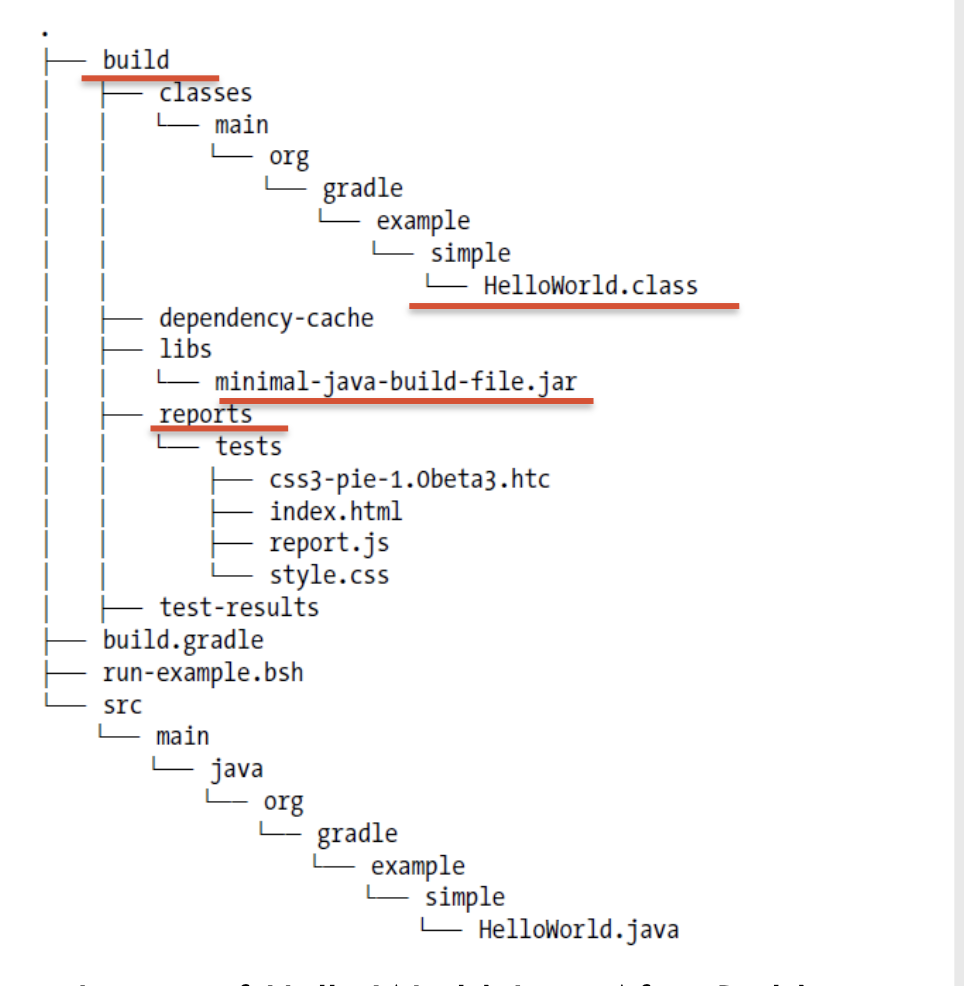 .
├── build
│   ├── classes
│   │   └── main
│   │       └── org
│   │           └── gradle
│   │               └── example
│   │                   └── simple
│   │                       └── HelloWorld.class
│   ├── dependency-cache
│   ├── libs
│   │   └── minimal-java-build-file.jar
│   ├── reports
│   │   └── tests
│   │       ├── css3-pie-1.0beta3.htc
│   │       ├── index.html
│   │       ├── report.js
│   │       └── style.css
│   ├── test-results
├── build.gradle
├── run-example.bsh
└── src
    └── main
        └── java
            └── org
                └── gradle
                    └── example
                        └── simple
                            └── HelloWorld.java